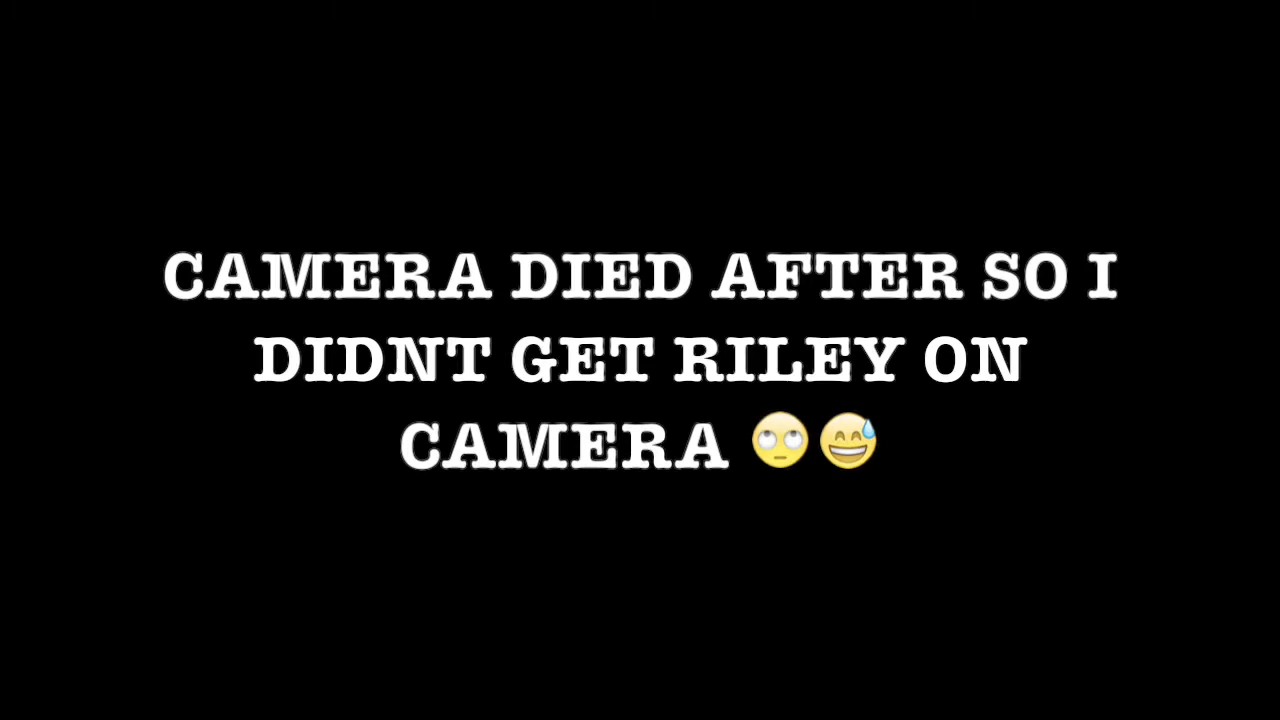 CAMERA DIED AFTER SO I
DIDNT GET RILEY ON
CAMERA 🙄😅